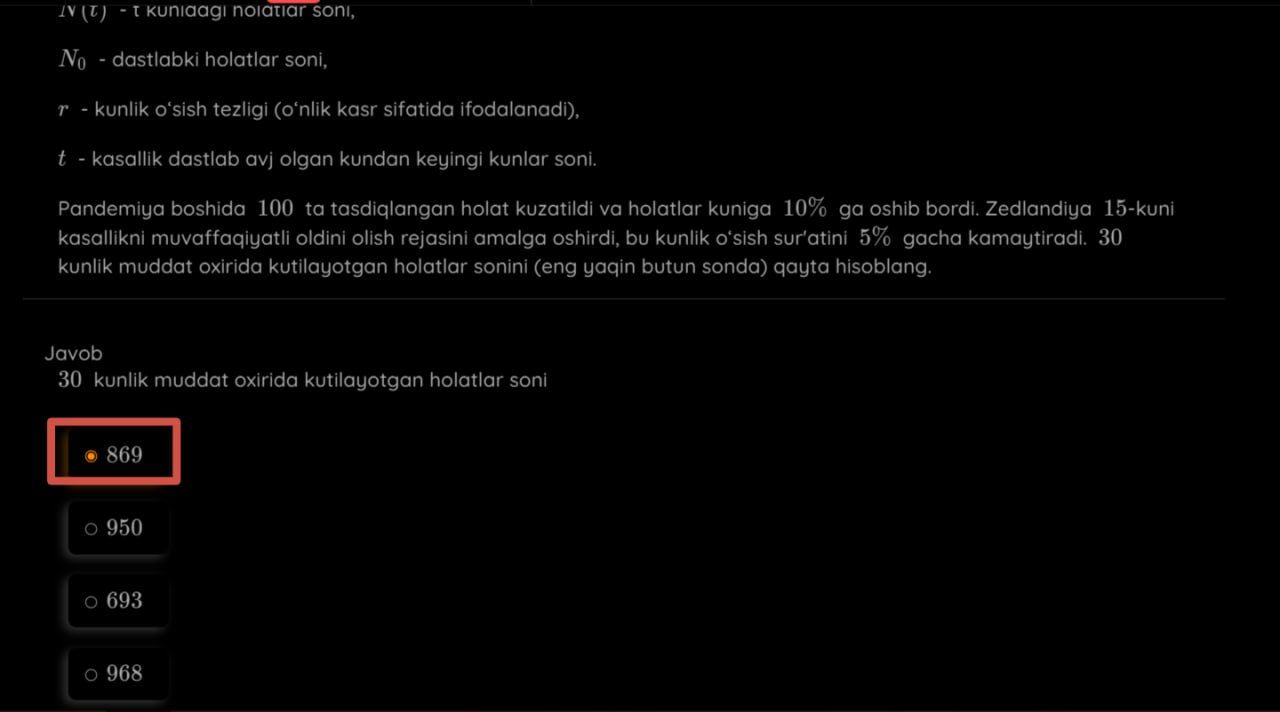 N(t) - t kunidagi holatlar soni,
N₀ - dastlabki holatlar soni,
r - kunlik o‘sish tezligi (o‘nlik kasr sifatida ifodalanadi),
t - kasallik dastlab avj olgan kundan keyingi kunlar soni.
Pandemiya boshida 100 ta tasdiqlangan holat kuzatildi va holatlar kuniga 10% ga oshib bordi. Zedlandiya 15-kuni
kasallikni muvaffaqiyatli oldini olish rejasini amalga oshirdi, bu kunlik o‘sish sur'atini 5% gacha kamaytiradi. 30
kunlik muddat oxirida kutilayotgan holatlar sonini (eng yaqin butun sonda) qayta hisoblang.
Javob
30 kunlik muddat oxirida kutilayotgan holatlar soni
869
950
693
968